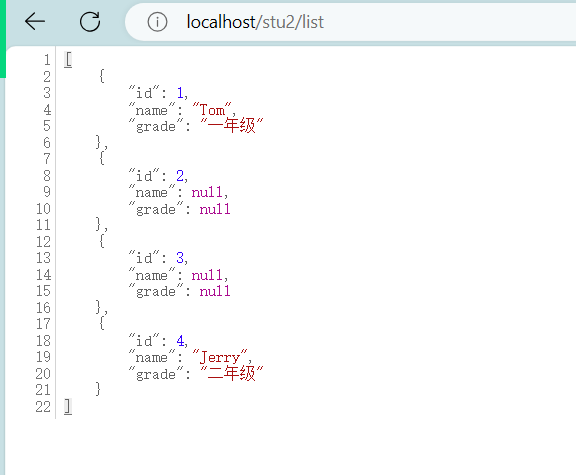 localhost/stu2/list
1 [
2     {
3         "id": 1,
4         "name": "Tom",
5         "grade": "一年级"
6     },
7     {
8         "id": 2,
9         "name": null,
10         "grade": null
11     },
12     {
13         "id": 3,
14         "name": null,
15         "grade": null
16     },
17     {
18         "id": 4,
19         "name": "Jerry",
20         "grade": "二年级"
21     }
22 ]